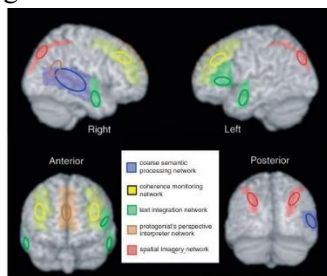 Right
Left
Anterior
Posterior
coarse semantic
processing network
coherence monitoring
network
text integration network
protagonist's perspective
interpreter network
spatial imagery network